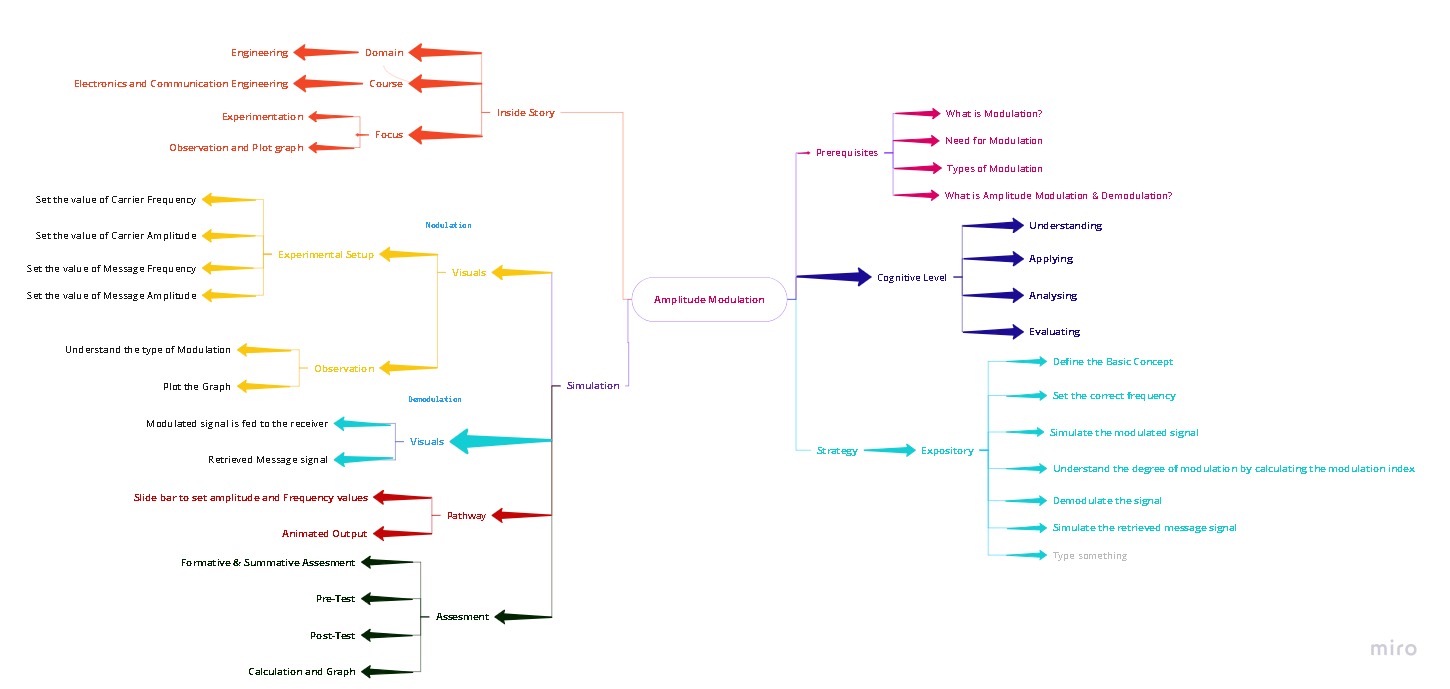 Engineering
Domain
Electronics and Communication Engineering
Course
Inside Story
Experimentation
Focus
Observation and Plot graph
Set the value of Carrier Frequency
Modulation
Set the value of Carrier Amplitude
Experimental Setup
Visuals
Set the value of Message Frequency
Set the value of Message Amplitude
Understand the type of Modulation
Observation
Plot the Graph
Simulation
Demodulation
Modulated signal is fed to the receiver
Visuals
Retrieved Message signal
Slide bar to set amplitude and Frequency values
Pathway
Animated Output
Formative & Summative Assesment
Pre-Test
Assesment
Post-Test
Calculation and Graph
Amplitude Modulation
Prerequisites
What is Modulation?
Need for Modulation
Types of Modulation
What is Amplitude Modulation & Demodulation?
Cognitive Level
Understanding
Applying
Analysing
Evaluating
Strategy
Expository
Define the Basic Concept
Set the correct frequency
Simulate the modulated signal
Understand the degree of modulation by calculating the modulation index
Demodulate the signal
Simulate the retrieved message signal
Type something
miro